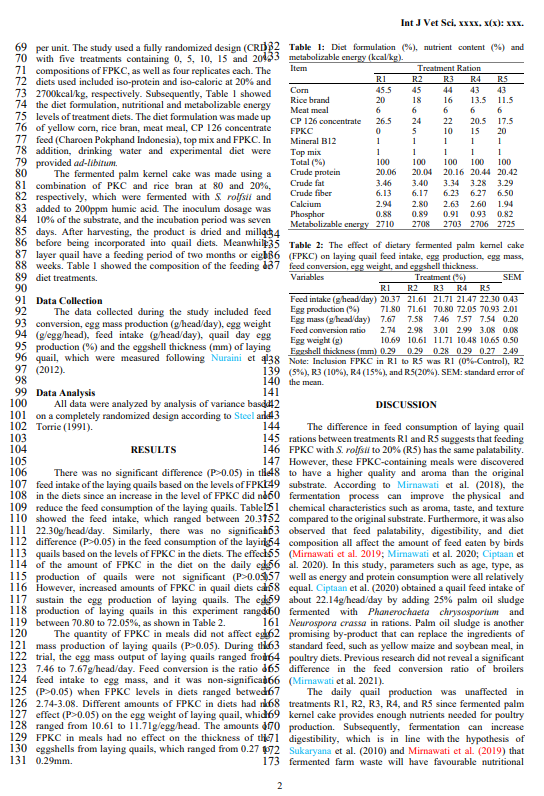 Int J Vet Sci, xxxx, x(x): xxx.
69 per unit. The study used a fully randomized design (CRD)
70 with five treatments containing 0, 5, 10, 15 and 20%
71 compositions of FPKC, as well as four replicates each. The
72 diets used included iso-protein and iso-caloric at 20% and
73 2700kcal/kg, respectively. Subsequently, Table 1 showed
74 the diet formulation, nutritional and metabolizable energy
75 levels of treatment diets. The diet formulation was made up
76 of yellow corn, rice bran, meat meal, CP 126 concentrate
77 feed (Charoen Pokphand Indonesia), top mix and FPKC. In
78 addition, drinking water and experimental diet were
79 provided ad-libitum.
80 The fermented palm kernel cake was made using a
81 combination of PKC and rice bran at 80 and 20%,
82 respectively, which were fermented with S. rolfsii and
83 added to 200ppm humic acid. The inoculum dosage was
84 10% of the substrate, and the incubation period was seven
85 days. After harvesting, the product is dried and milled
86 before being incorporated into quail diets. Meanwhile,
87 layer quail have a feeding period of two months or eight
88 weeks. Table 1 showed the composition of the feeding of
89 diet treatments.
90
91 Data Collection
92 The data collected during the study included feed
93 conversion, egg mass production (g/head/day), egg weight
94 (g/egg/head), feed intake (g/head/day), quail day egg
95 production (%) and the eggshell thickness (mm) of laying
96 quail, which were measured following Nuraini et al.
97 (2012).
98
99 Data Analysis
100 All data were analyzed by analysis of variance based
101 on a completely randomized design according to Steel and
102 Torrie (1991).
103
104 RESULTS
105
106 There was no significant difference (P>0.05) in the
107 feed intake of the laying quails based on the levels of FPKC
108 in the diets since an increase in the level of FPKC did not
109 reduce the feed consumption of the laying quails. Table 2
110 showed the feed intake, which ranged between 20.37-
111 22.30g/head/day. Similarly, there was no significant
112 difference (P>0.05) in the feed consumption of the laying
113 quails based on the levels of FPKC in the diets. The effects
114 of the amount of FPKC in the diet on the daily egg
115 production of quails were not significant (P>0.05).
116 However, increased amounts of FPKC in quail diets can
117 sustain the egg production of laying quails. The egg
118 production of laying quails in this experiment ranged
119 between 70.80 to 72.05%, as shown in Table 2.
120 The quantity of FPKC in meals did not affect egg
121 mass production of laying quails (P>0.05). During the
122 trial, the egg mass output of laying quails ranged from
123 7.46 to 7.67g/head/day. Feed conversion is the ratio of
124 feed intake to egg mass, and it was non-significant
125 (P>0.05) when FPKC levels in diets ranged between
126 2.74-3.08. Different amounts of FPKC in diets had no
127 effect (P>0.05) on the egg weight of laying quail, which
128 ranged from 10.61 to 11.71g/egg/head. The amount of
129 FPKC in meals had no effect on the thickness of the
130 eggshells from laying quails, which ranged from 0.27 to
131 0.29mm.
132 Table 1: Diet formulation (%), nutrient content (%) and
133 metabolizable energy (kcal/kg).
Item Treatment Ration
R1 R2 R3 R4 R5
Corn 45.5 45 44 43 43
Rice brand 20 18 16 13.5 11.5
Meat meal 6 6 6 6 6
CP 126 concentrate 26.5 24 22 20.5 17.5
FPKC 0 5 10 15 20
Mineral B12 1 1 1 1 1
Top mix 1 1 1 1 1
Total (%) 100 100 100 100 100
Crude protein 20.06 20.04 20.16 20.44 20.42
Crude fat 3.46 3.40 3.34 3.28 3.29
Crude fiber 6.13 6.17 6.23 6.27 6.50
Calcium 2.94 2.80 2.63 2.60 1.94
Phosphor 0.88 0.89 0.91 0.93 0.82
Metabolizable energy 2710 2708 2703 2706 2725
134
135 Table 2: The effect of dietary fermented palm kernel cake
136 (FPKC) on laying quail feed intake, egg production, egg mass,
137 feed conversion, egg weight, and eggshell thickness.
Variables Treatment (%) SEM
R1 R2 R3 R4 R5
Feed intake (g/head/day) 20.37 21.61 21.71 21.47 22.30 0.43
Egg production (%) 71.80 71.61 70.80 72.05 70.93 2.01
Egg mass (g/head/day) 7.67 7.58 7.46 7.57 7.54 0.20
Feed conversion ratio 2.74 2.98 3.01 2.99 3.08 0.08
Egg weight (g) 10.69 10.61 11.71 10.48 10.65 0.50
Eggshell thickness (mm) 0.29 0.29 0.28 0.29 0.27 2.49
138 Note: Inclusion FPKC in R1 to R5 was R1 (0%-Control), R2
139 (5%), R3 (10%), R4 (15%), and R5(20%). SEM: standard error of
140 the mean.
141
142
143 DISCUSSION
144
145 The difference in feed consumption of laying quail
146 rations between treatments R1 and R5 suggests that feeding
147 FPKC with S. rolfsii to 20% (R5) has the same palatability.
148 However, these FPKC-containing meals were discovered
149 to have a higher quality and aroma than the original
150 substrate. According to Mirnawati et al. (2018), the
151 fermentation process can improve the physical and
152 chemical characteristics such as aroma, taste, and texture
153 compared to the original substrate. Furthermore, it was also
154 observed that feed palatability, digestibility, and diet
155 composition all affect the amount of feed eaten by birds
156 (Mirnawati et al. 2019; Mirnawati et al. 2020; Ciptaan et
157 al. 2020). In this study, parameters such as age, type, as
158 well as energy and protein consumption were all relatively
159 equal. Ciptaan et al. (2020) obtained a quail feed intake of
160 about 22.14g/head/day by adding 25% palm oil sludge
161 fermented with Phanerochaeta chrysosporium and
162 Neurospora crassa in rations. Palm oil sludge is another
163 promising by-product that can replace the ingredients of
164 standard feed, such as yellow maize and soybean meal, in
165 poultry diets. Previous research did not reveal a significant
166 difference in the feed conversion ratio of broilers
167 (Mirnawati et al. 2021).
168 The daily quail production was unaffected in
169 treatments R1, R2, R3, R4, and R5 since fermented palm
170 kernel cake provides enough nutrients needed for poultry
171 production. Subsequently, fermentation can increase
digestibility, which is in line with the hypothesis of
172 Sukaryana et al. (2010) and Mirnawati et al. (2019) that
173 fermented farm waste will have favourable nutritional
2